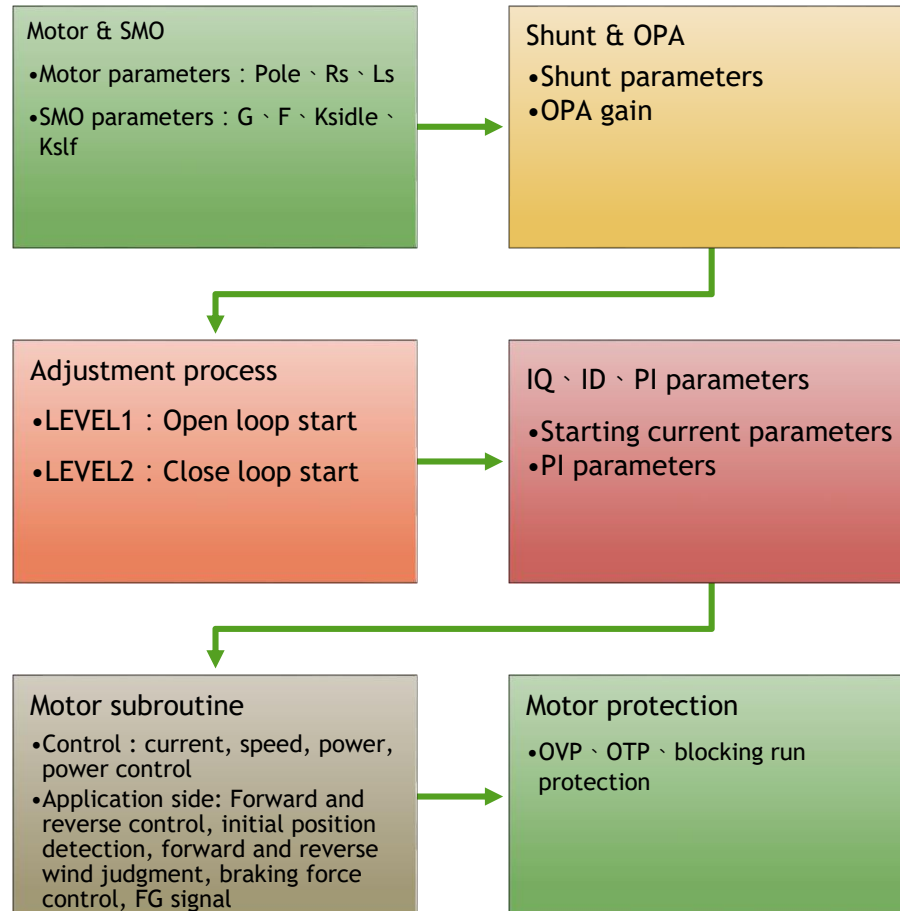 Motor & SMO
•Motor parameters：Pole、Rs、Ls
•SMO parameters：G、F、Ksidle、
Kslf
Shunt & OPA
•Shunt parameters
•OPA gain
Adjustment process
•LEVEL1：Open loop start
•LEVEL2：Close loop start
IQ、ID、PI parameters
•Starting current parameters
•PI parameters
Motor subroutine
•Control : current, speed, power,
power control
•Application side: Forward and
reverse control, initial position
detection, forward and reverse
wind judgment, braking force
control, FG signal
Motor protection
•OVP、OTP、blocking run
protection